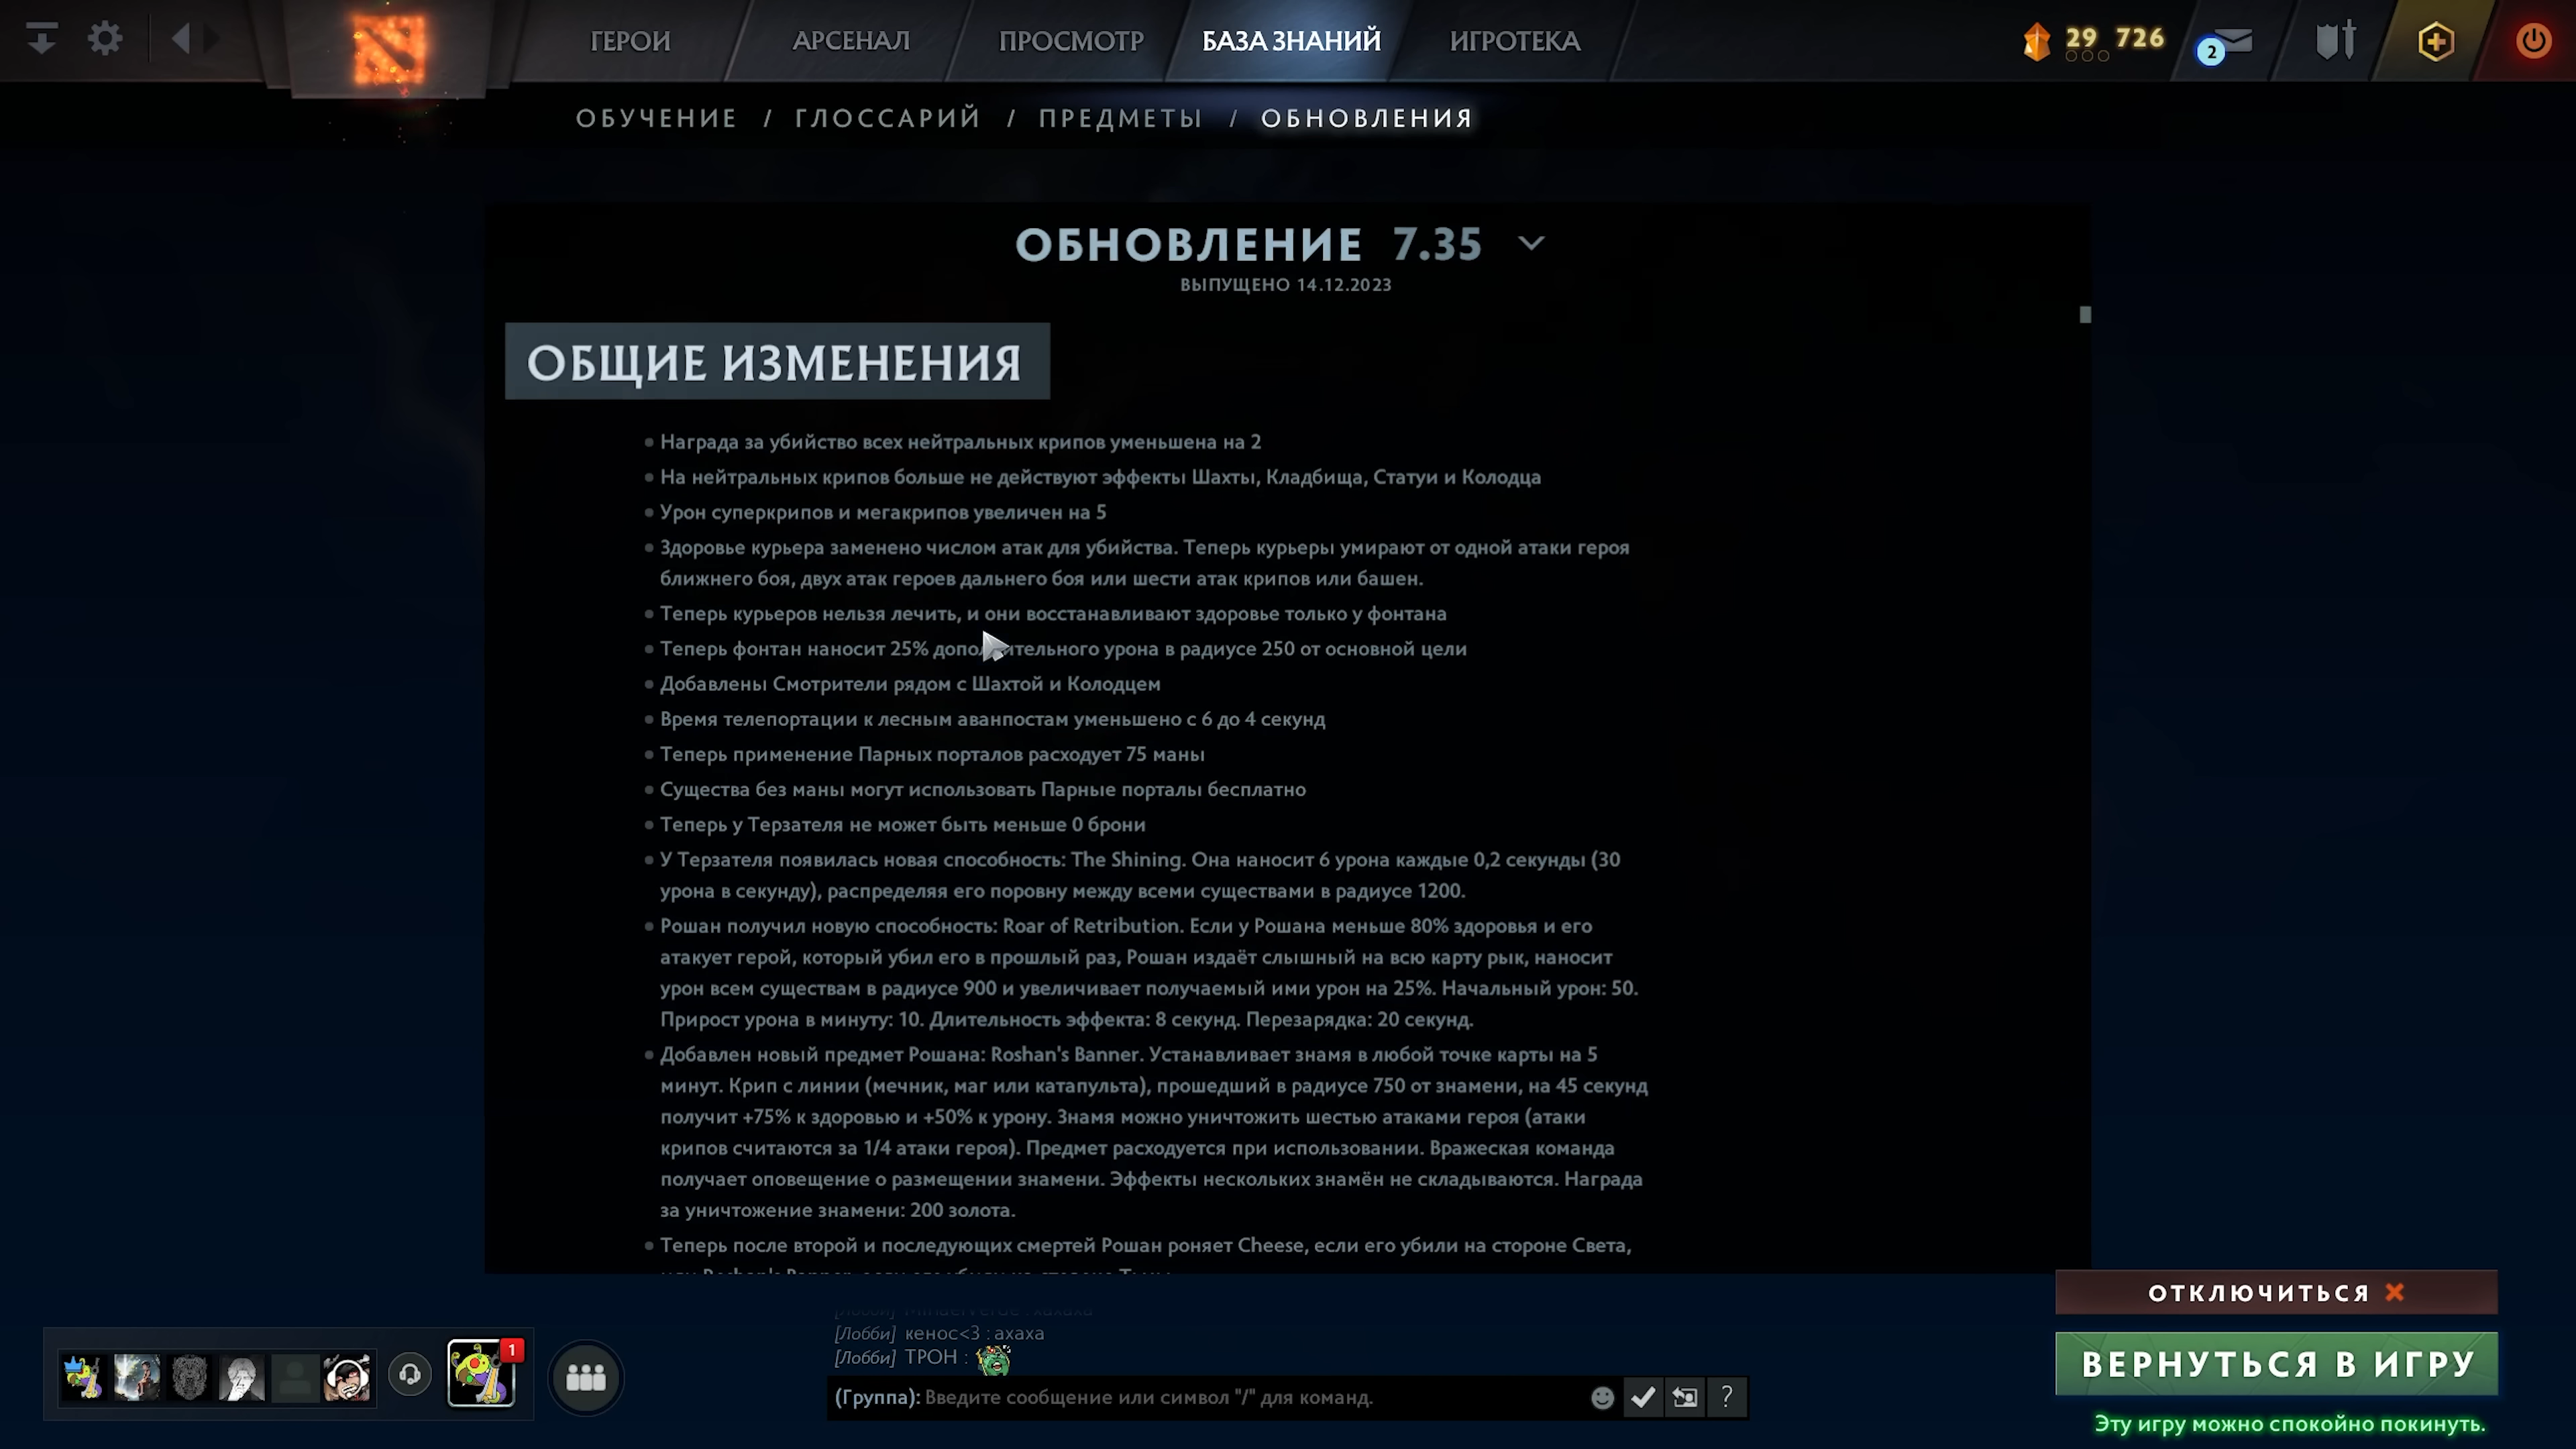 ГЕРОИ АРСЕНАЛ ПРОСМОТР БАЗА ЗНАНИЙ ИГРОТЕКА 29 726 2
ОБУЧЕНИЕ / ГЛОССАРИЙ / ПРЕДМЕТЫ / ОБНОВЛЕНИЯ
ОБНОВЛЕНИЕ 7.35
ВЫПУЩЕНО 14.12.2023
ОБЩИЕ ИЗМЕНЕНИЯ
Награда за убийство всех нейтральных крипов уменьшена на 2
На нейтральных крипов больше не действуют эффекты Шахты, Кладбища, Статуи и Колодца
Урон суперкрипов и мегакрипов увеличен на 5
Здоровье курьера заменено числом атак для убийства. Теперь курьеры умирают от одной атаки героя
ближнего боя, двух атак героев дальнего боя или шести атак крипов или башен.
Теперь курьеров нельзя лечить, и они восстанавливают здоровье только у фонтана
Теперь фонтан наносит 25% дополнительного урона в радиусе 250 от основной цели
Добавлены Смотрители рядом с Шахтой и Колодцем
Время телепортации к лесным аванпостам уменьшено с 6 до 4 секунд
Теперь применение Парных порталов расходует 75 маны
Существа без маны могут использовать Парные порталы бесплатно
Теперь у Терзателя не может быть меньше 0 брони
У Терзателя появилась новая способность: The Shining. Она наносит 6 урона каждые 0,2 секунды (30
урона в секунду), распределяя его поровну между всеми существами в радиусе 1200.
Рошан получил новую способность: Roar of Retribution. Если у Рошана меньше 80% здоровья и его
атакует герой, который убил его в прошлый раз, Рошан издаёт слышный на всю карту рык, наносит
урон всем существам в радиусе 900 и увеличивает получаемый ими урон на 25%. Начальный урон: 50.
Прирост урона в минуту: 10. Длительность эффекта: 8 секунд. Перезарядка: 20 секунд.
Добавлен новый предмет Рошана: Roshan's Banner. Устанавливает знамя в любой точке карты на 5
минут. Крип с линии (мечник, маг или катапульта), прошедший в радиусе 750 от знамени, на 45 секунд
получит +75% к здоровью и +50% к урону. Знамя можно уничтожить шестью атаками героя (атаки
крипов считаются за 1/4 атаки героя). Предмет расходуется при использовании. Вражеская команда
получает оповещение о размещении знамени. Эффекты нескольких знамён не складываются. Награда
за уничтожение знамени: 200 золота.
Теперь после второй и последующих смертей Рошан роняет Cheese, если его убили на стороне Света,
ОТКЛЮЧИТЬСЯ
[Лобби] кенос<3 : ахаха
[Лобби] ТРОН :
1
(Группа): Введите сообщение или символ "/" для команд. ?
ВЕРНУТЬСЯ В ИГРУ
Эту игру можно спокойно покинуть.